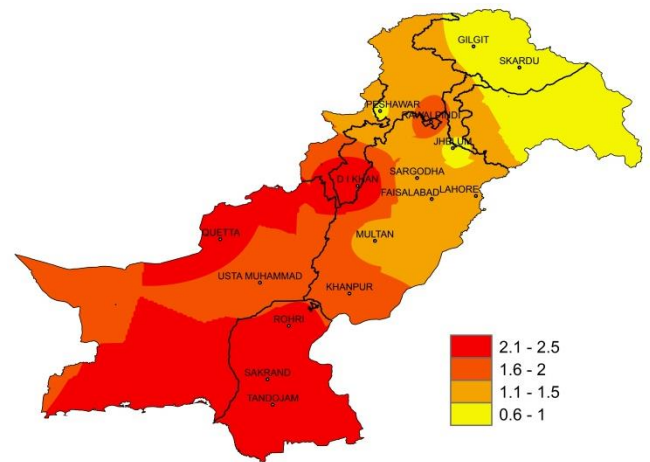 GILGIT
SKARDU
PESHAWAR
RAWALPINDI
JHELUM
D.I KHAN
SARGODHA
FAISALABAD
LAHORE
QUETTA
MULTAN
USTA MUHAMMAD
KHANPUR
ROHRI
SAKRAND
TANDOJAM
2.1 - 2.5
1.6 - 2
1.1 - 1.5
0.6 - 1